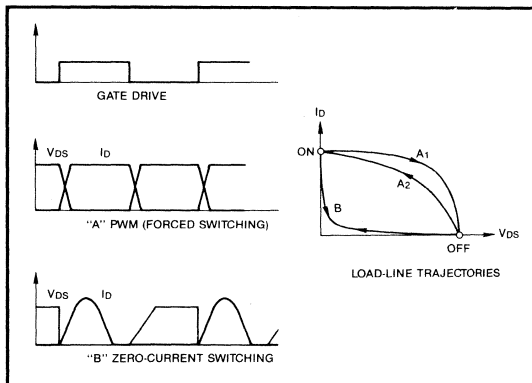 GATE DRIVE
VDS ID
"A" PWM (FORCED SWITCHING)
VDS ID
"B" ZERO-CURRENT SWITCHING
ID
ON
A1
A2
B
VDS
OFF
LOAD-LINE TRAJECTORIES